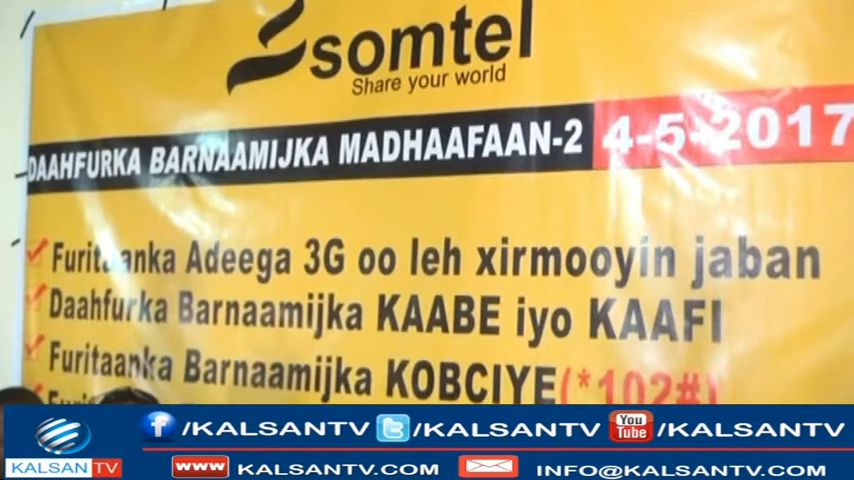 somtel
Share your world
DAAHFURKA BARNAAMIJKA MADHAAFAAN-2 4-5-2017
Furitaanka Adeega 3G oo leh xirmooyin jaban
Daahfurka Barnaamijka KAABE iyo KAAFI
Furitaanka Barnaamijka KOBCIYE(*102#)
/KALSANTV /KALSANTV You Tube /KALSANTV
KALSAN TV www KALSANTV.COM INFO@KALSANTV.COM